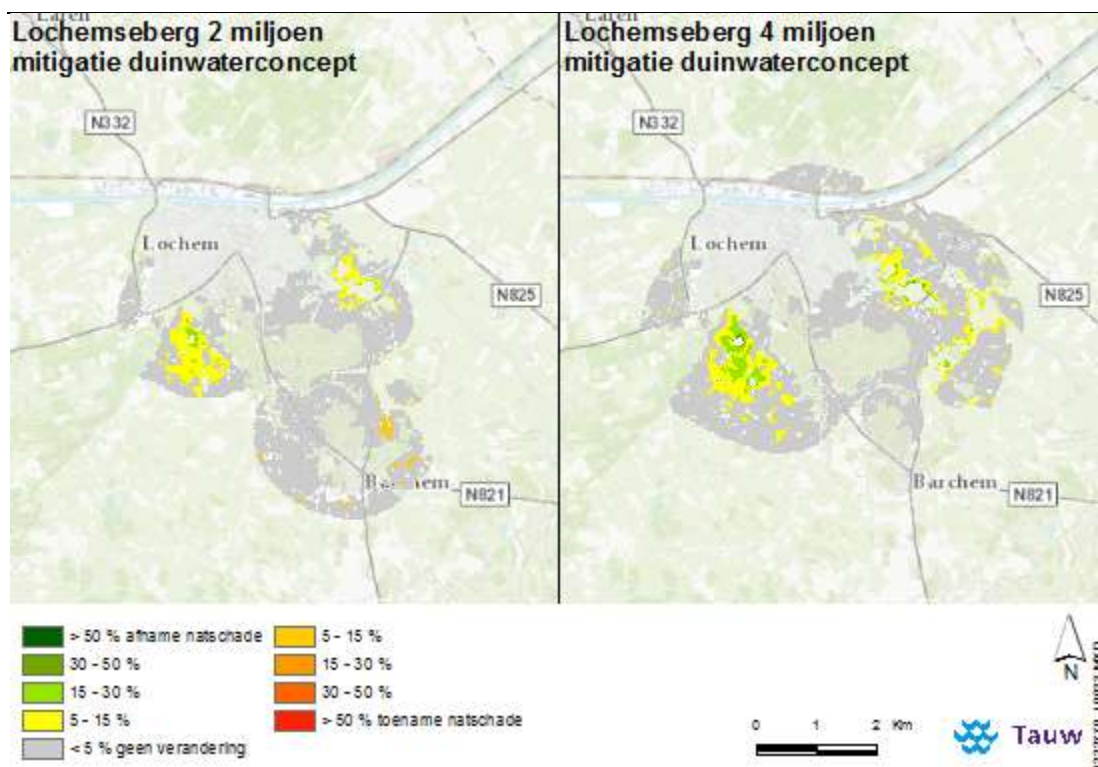 Laren
Lochemseberg 2 miljoen
mitigatie duinwaterconcept
N332
Lochem
N825
Barchem
N821
Laren
Lochemseberg 4 miljoen
mitigatie duinwaterconcept
N332
Lochem
N825
Barchem
N821
> 50 % afname natschade
30 - 50 %
15 - 30 %
5 - 15 %
< 5 % geen verandering
5 - 15 %
15 - 30 %
30 - 50 %
> 50 % toename natschade
0 1 2 Km
N
Tauw